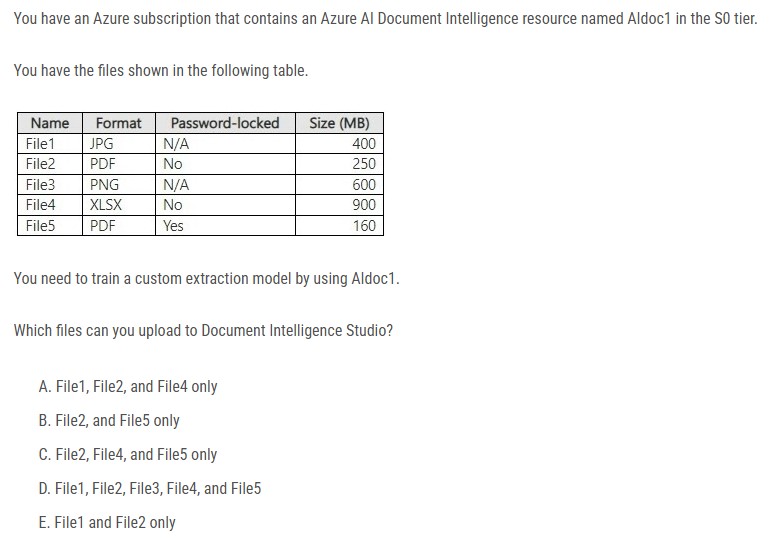 You have an Azure subscription that contains an Azure AI Document Intelligence resource named AIdoc1 in the S0 tier.
You have the files shown in the following table.
Name Format Password-locked Size (MB)
File1 JPG N/A 400
File2 PDF No 250
File3 PNG N/A 600
File4 XLSX No 900
File5 PDF Yes 160
You need to train a custom extraction model by using AIdoc1.
Which files can you upload to Document Intelligence Studio?
A. File1, File2, and File4 only
B. File2, and File5 only
C. File2, File4, and File5 only
D. File1, File2, File3, File4, and File5
E. File1 and File2 only